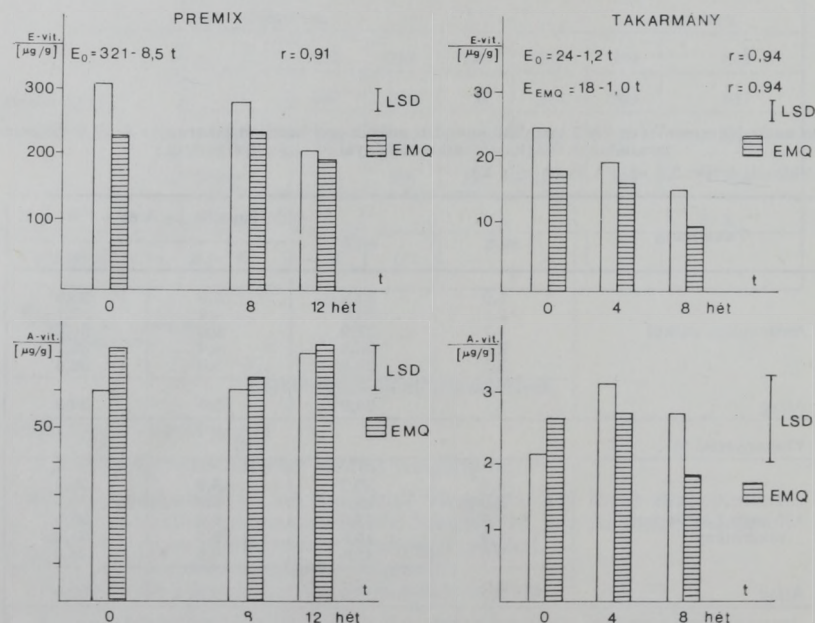 PREMIX
E-vit.
[µg/g]
E₀ = 321 - 8,5 t r = 0,91
300
200
100
LSD
EMQ
t
0 8 12 hét
TAKARMÁNY
E-vit.
[µg/g]
E₀ = 24 - 1,2 t r = 0,94
E_EMQ = 18 - 1,0 t r = 0.94
30
20
10
LSD
EMQ
t
0 4 8 hét
A-vit.
[µg/g]
50
LSD
EMQ
t
0 8 12 hét
A-vit.
[µg/g]
3
2
1
LSD
EMQ
t
0 4 8 hét